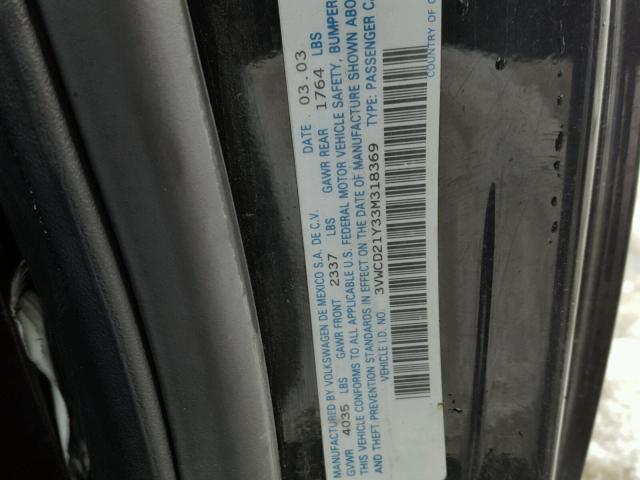 MANUFACTURED BY VOLKSWAGEN DE MEXICO S.A. DE C.V. DATE 03.03
GVWR 4035 LBS GAWR FRONT 2337 LBS GAWR REAR 1764 LBS
THIS VEHICLE CONFORMS TO ALL APPLICABLE U.S. FEDERAL MOTOR VEHICLE SAFETY, BUMPER
AND THEFT PREVENTION STANDARDS IN EFFECT ON THE DATE OF MANUFACTURE SHOWN ABO
VEHICLE I.D. NO. 3VWCD21Y33M318369 TYPE: PASSENGER CA
COUNTRY OF O